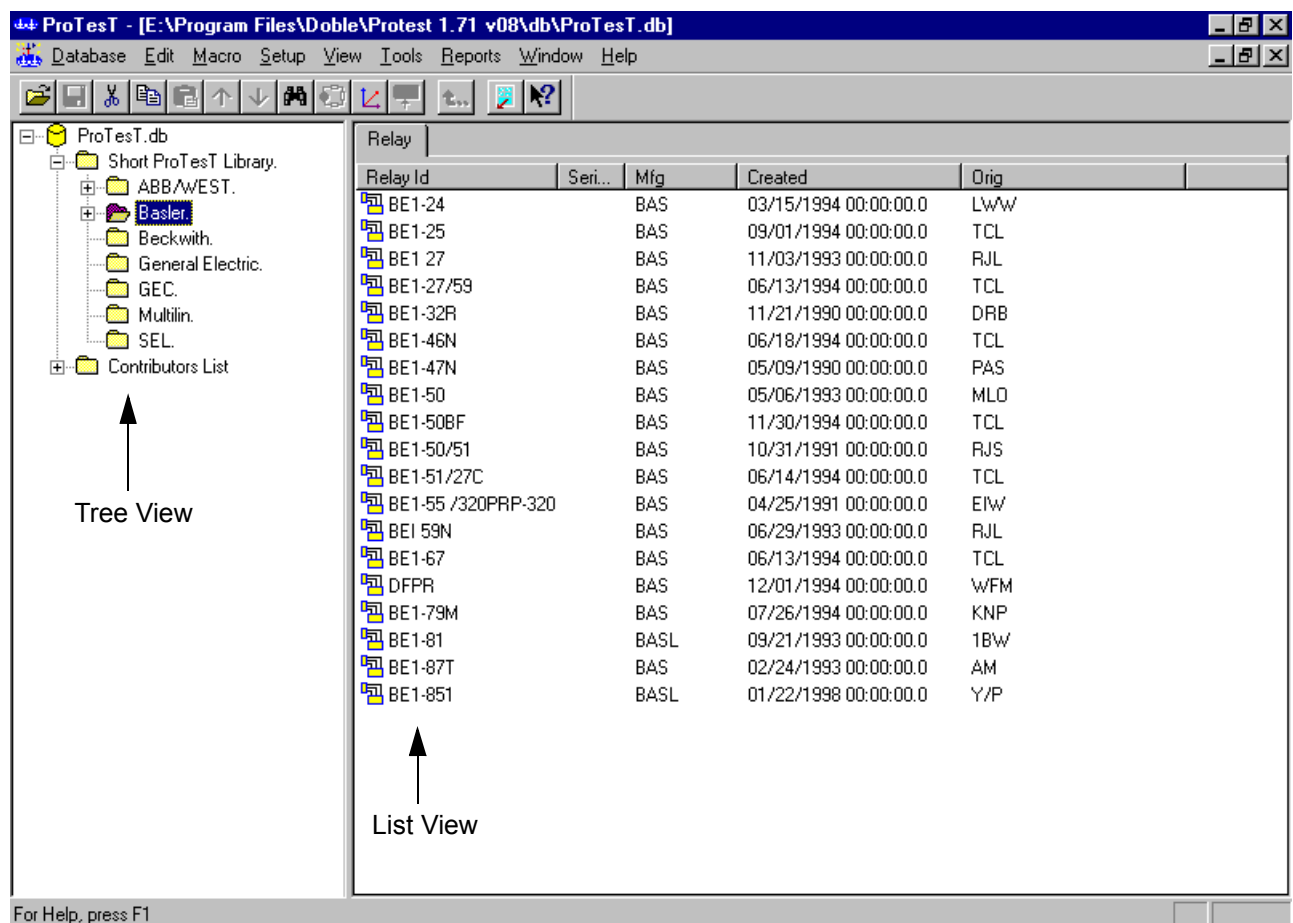 ProTesT - [E:\Program Files\Doble\Protest 1.71 v08\db\ProTesT.db]
Database Edit Macro Setup View Tools Reports Window Help
ProTesT.db
Short ProTesT Library.
ABB/WEST.
Basler.
Beckwith.
General Electric.
GEC.
Multilin.
SEL.
Contributors List
Tree View
Relay
Relay Id Seri... Mfg Created Orig
BE1-24 BAS 03/15/1994 00:00:00.0 LWW
BE1-25 BAS 09/01/1994 00:00:00.0 TCL
BE1 27 BAS 11/03/1993 00:00:00.0 RJL
BE1-27/59 BAS 06/13/1994 00:00:00.0 TCL
BE1-32R BAS 11/21/1990 00:00:00.0 DRB
BE1-46N BAS 06/18/1994 00:00:00.0 TCL
BE1-47N BAS 05/09/1990 00:00:00.0 PAS
BE1-50 BAS 05/06/1993 00:00:00.0 MLO
BE1-50BF BAS 11/30/1994 00:00:00.0 TCL
BE1-50/51 BAS 10/31/1991 00:00:00.0 RJS
BE1-51/27C BAS 06/14/1994 00:00:00.0 TCL
BE1-55 /320PRP-320 BAS 04/25/1991 00:00:00.0 EIW
BEI 59N BAS 06/29/1993 00:00:00.0 RJL
BE1-67 BAS 06/13/1994 00:00:00.0 TCL
DFPR BAS 12/01/1994 00:00:00.0 WFM
BE1-79M BAS 07/26/1994 00:00:00.0 KNP
BE1-81 BASL 09/21/1993 00:00:00.0 1BW
BE1-87T BAS 02/24/1993 00:00:00.0 AM
BE1-851 BASL 01/22/1998 00:00:00.0 Y/P
List View
For Help, press F1